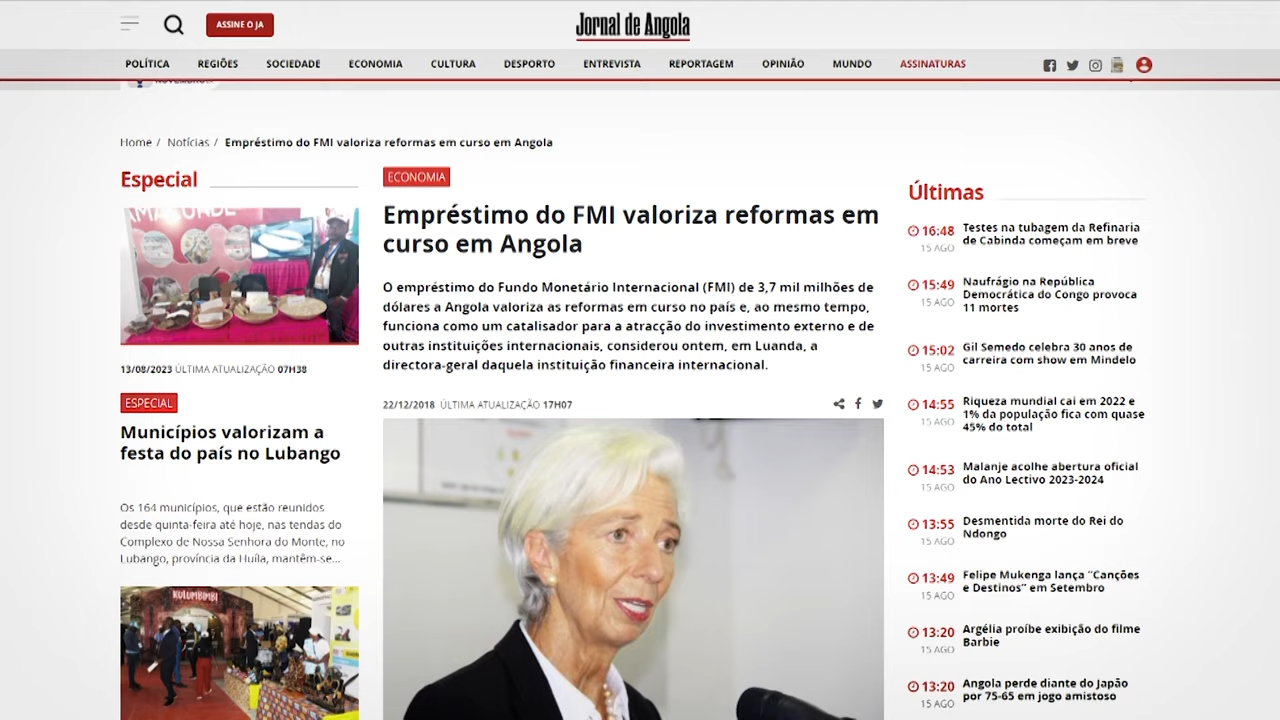 ASSINE O JA
Jornal de Angola
POLÍTICA REGIÕES SOCIEDADE ECONOMIA CULTURA DESPORTO ENTREVISTA REPORTAGEM OPINIÃO MUNDO ASSINATURAS
Home / Notícias / Empréstimo do FMI valoriza reformas em curso em Angola
Especial
13/08/2023 ÚLTIMA ATUALIZAÇÃO 07H38
ESPECIAL
Municípios valorizam a
festa do país no Lubango
Os 164 municípios, que estão reunidos
desde quinta-feira até hoje, nas tendas do
Complexo de Nossa Senhora do Monte, no
Lubango, província da Huíla, mantêm-se...
KULUMBIMBI
ECONOMIA
Empréstimo do FMI valoriza reformas em
curso em Angola
O empréstimo do Fundo Monetário Internacional (FMI) de 3,7 mil milhões de
dólares a Angola valoriza as reformas em curso no país e, ao mesmo tempo,
funciona como um catalisador para a atracção do investimento externo e de
outras instituições internacionais, considerou ontem, em Luanda, a
directora-geral daquela instituição financeira internacional.
22/12/2018 ÚLTIMA ATUALIZAÇÃO 17H07
Últimas
16:48 Testes na tubagem da Refinaria
15 AGO de Cabinda começam em breve
15:49 Naufrágio na República
15 AGO Democrática do Congo provoca
11 mortes
15:02 Gil Semedo celebra 30 anos de
15 AGO carreira com show em Mindelo
14:55 Riqueza mundial cai em 2022 e
15 AGO 1% da população fica com quase
45% do total
14:53 Malanje acolhe abertura oficial
15 AGO do Ano Lectivo 2023-2024
13:55 Desmentida morte do Rei do
15 AGO Ndongo
13:49 Felipe Mukenga lança “Canções
15 AGO e Destinos” em Setembro
13:20 Argélia proíbe exibição do filme
15 AGO Barbie
13:20 Angola perde diante do Japão
15 AGO por 75-65 em jogo amistoso